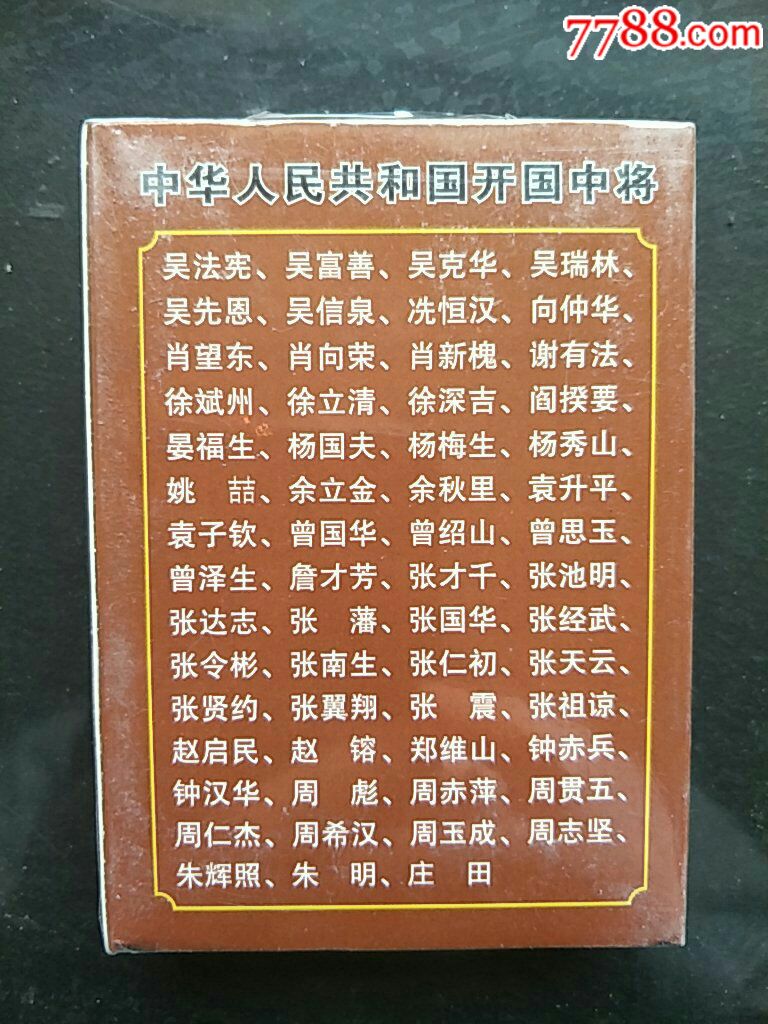 7788.com
中华人民共和国开国中将
吴法宪、吴富善、吴克华、吴瑞林、
吴先恩、吴信泉、冼恒汉、向仲华、
肖望东、肖向荣、肖新槐、谢有法、
徐斌州、徐立清、徐深吉、阎揆要、
晏福生、杨国夫、杨梅生、杨秀山、
姚　喆、余立金、余秋里、袁升平、
袁子钦、曾国华、曾绍山、曾思玉、
曾泽生、詹才芳、张才千、张池明、
张达志、张　藩、张国华、张经武、
张令彬、张南生、张仁初、张天云、
张贤约、张翼翔、张　震、张祖谅、
赵启民、赵　镕、郑维山、钟赤兵、
钟汉华、周　彪、周赤萍、周贯五、
周仁杰、周希汉、周玉成、周志坚、
朱辉照、朱　明、庄　田